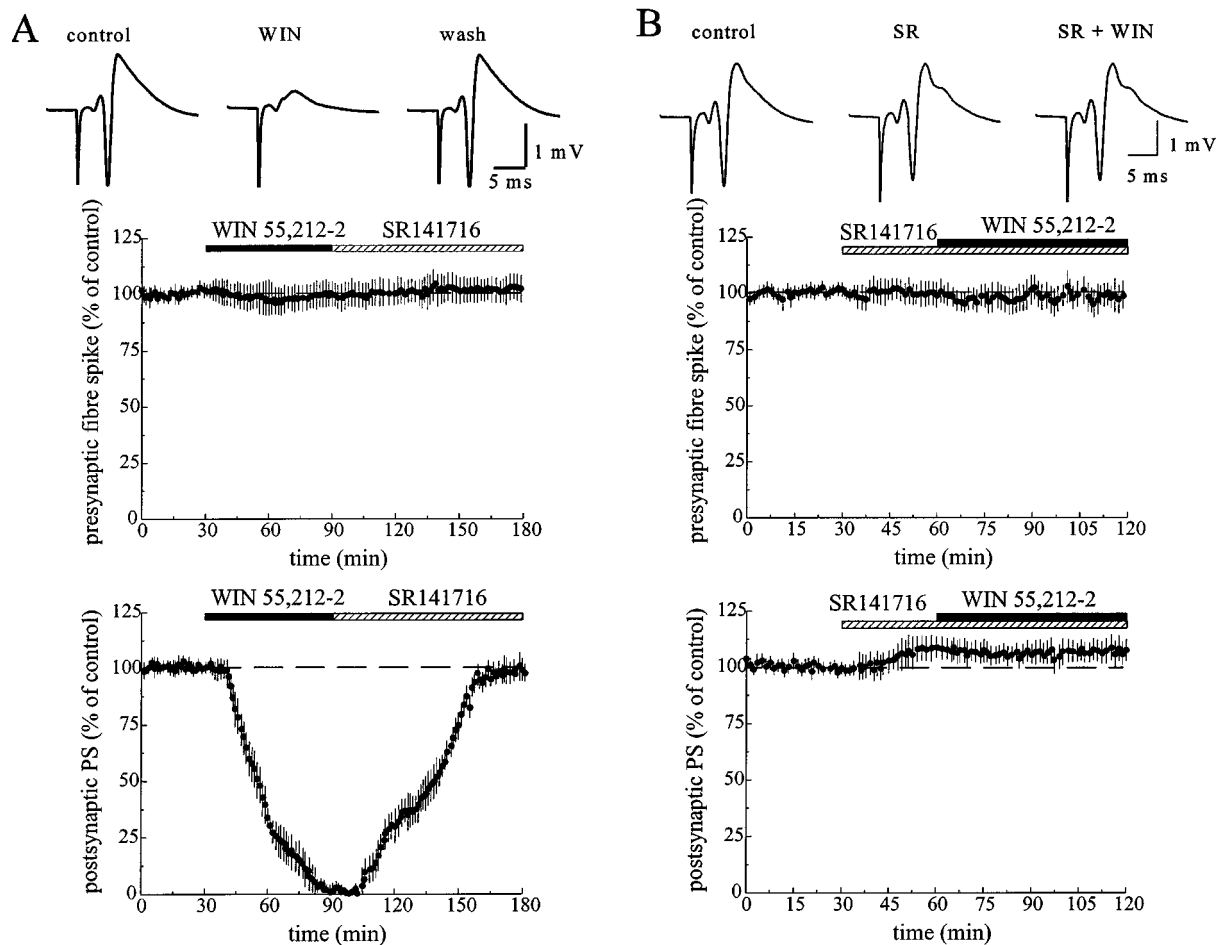 A
control WIN wash
1 mV
5 ms
WIN 55,212-2 SR141716
presynaptic fibre spike (% of control)
125
100
75
50
25
0
0 30 60 90 120 150 180
time (min)
WIN 55,212-2 SR141716
postsynaptic PS (% of control)
125
100
75
50
25
0
0 30 60 90 120 150 180
time (min)
B
control SR SR + WIN
1 mV
5 ms
SR141716 WIN 55,212-2
presynaptic fibre spike (% of control)
125
100
75
50
25
0
0 15 30 45 60 75 90 105 120
time (min)
SR141716 WIN 55,212-2
postsynaptic PS (% of control)
125
100
75
50
25
0
0 15 30 45 60 75 90 105 120
time (min)